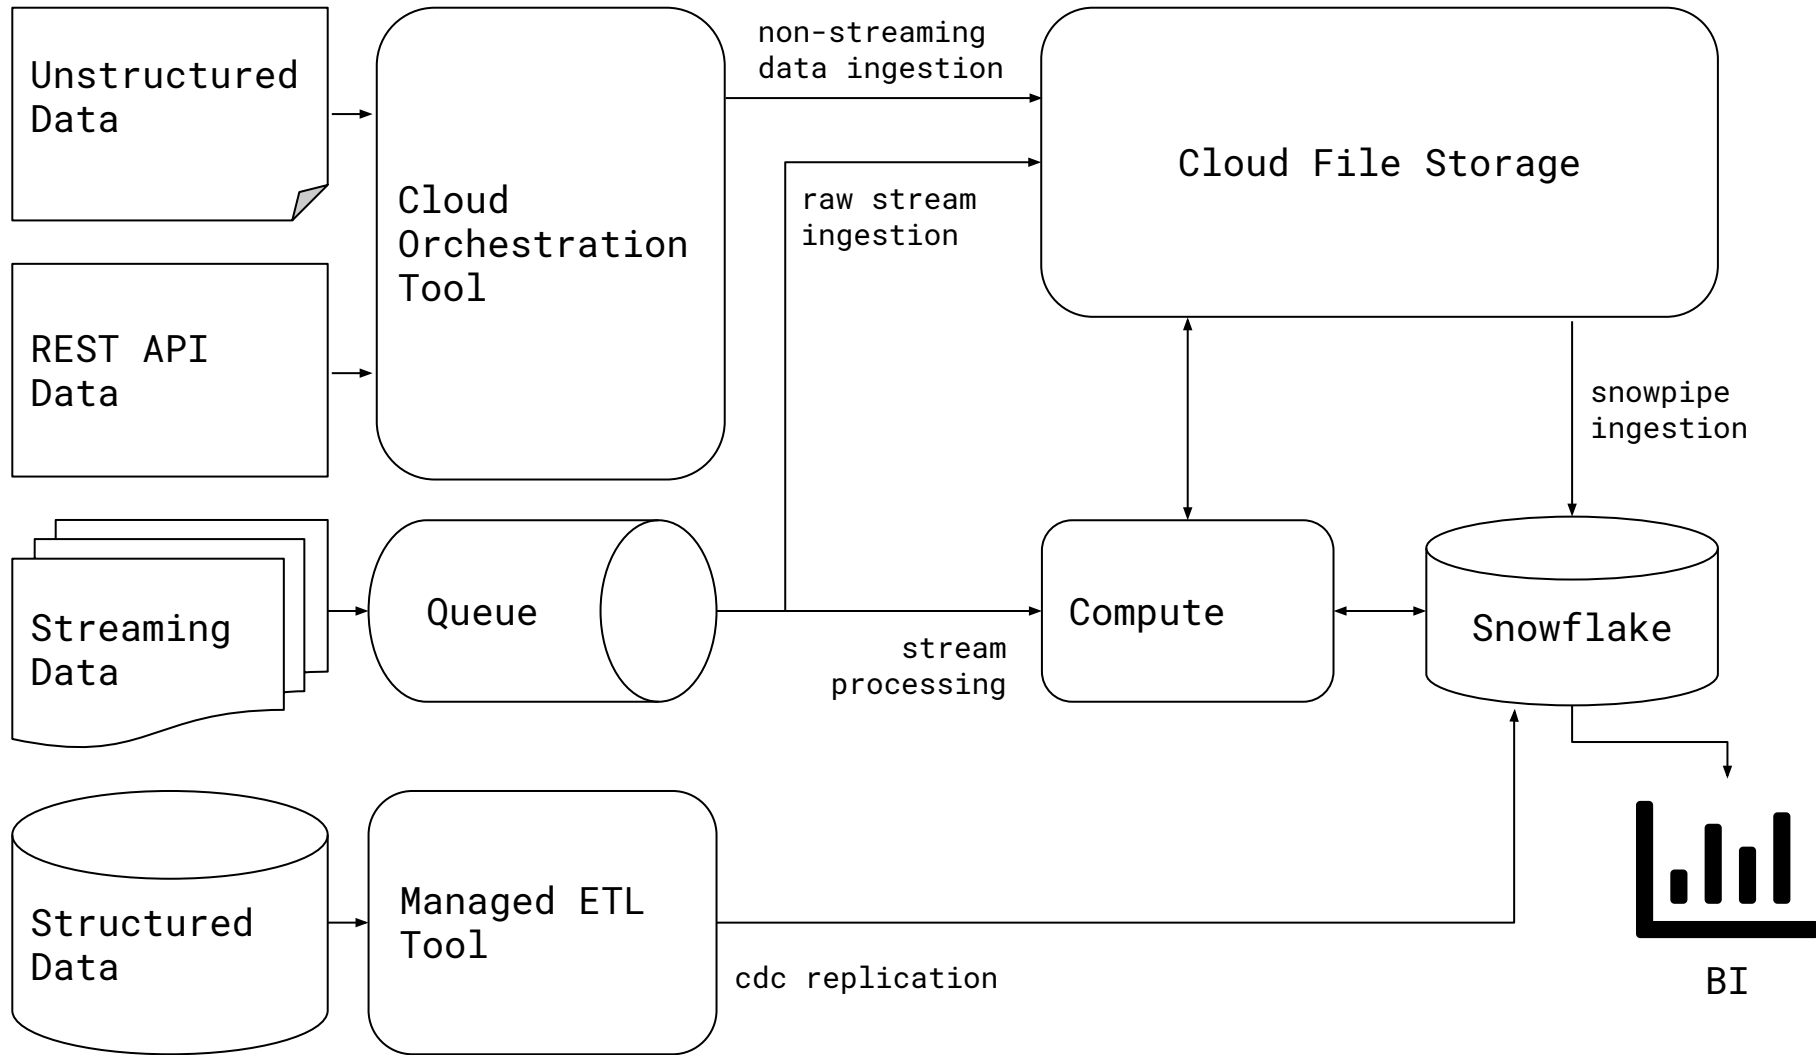 Unstructured
Data
REST API
Data
Streaming
Data
Structured
Data
Cloud
Orchestration
Tool
Queue
Managed ETL
Tool
non-streaming
data ingestion
raw stream
ingestion
stream
processing
cdc replication
Cloud File Storage
Compute
snowpipe
ingestion
Snowflake
BI